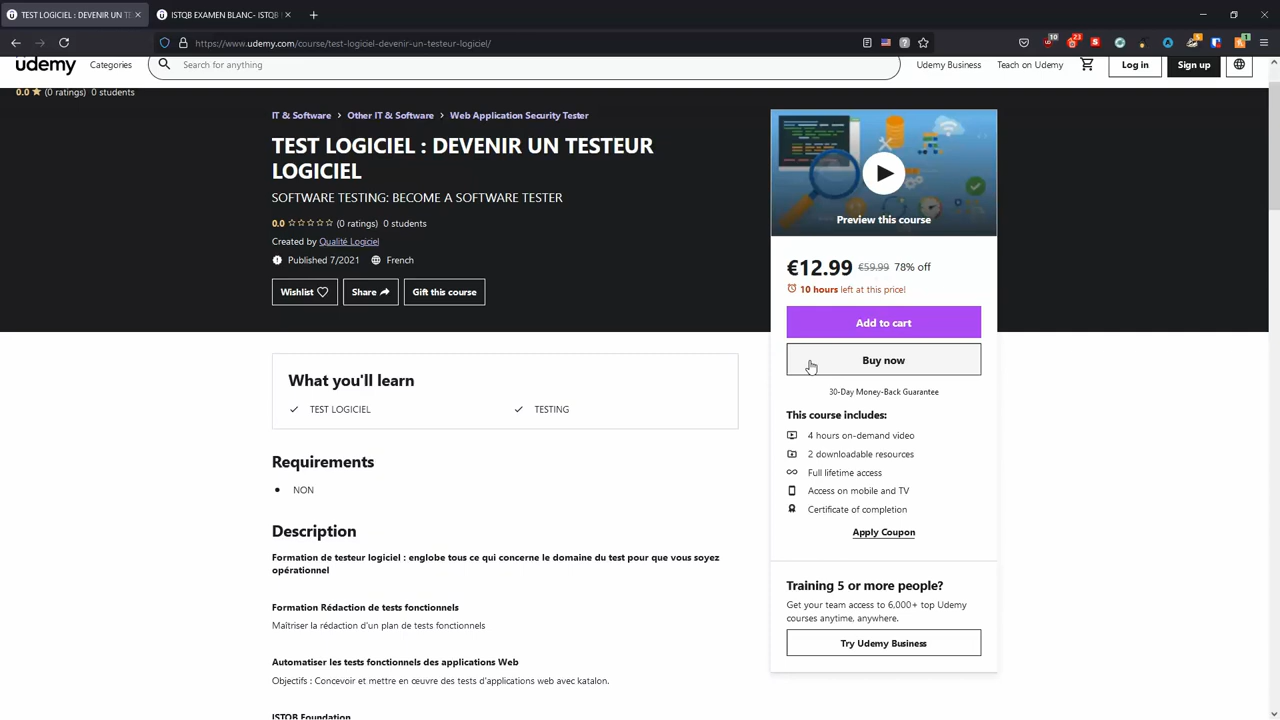 TEST LOGICIEL : DEVENIR UN T
ISTQB EXAMEN BLANC- ISTQB
https://www.udemy.com/course/test-logiciel-devenir-un-testeur-logiciel/
10
23
1
udemy
Categories
Search for anything
Udemy Business
Teach on Udemy
Log in
Sign up
0.0 ★ (0 ratings) 0 students
IT & Software > Other IT & Software > Web Application Security Tester
TEST LOGICIEL : DEVENIR UN TESTEUR
LOGICIEL
SOFTWARE TESTING: BECOME A SOFTWARE TESTER
0.0 ☆☆☆☆☆ (0 ratings) 0 students
Created by Qualité Logiciel
Published 7/2021 French
Wishlist ♡
Share
Gift this course
Preview this course
€12.99 €59.99 78% off
10 hours left at this price!
Add to cart
Buy now
30-Day Money-Back Guarantee
This course includes:
4 hours on-demand video
2 downloadable resources
Full lifetime access
Access on mobile and TV
Certificate of completion
Apply Coupon
Training 5 or more people?
Get your team access to 6,000+ top Udemy
courses anytime, anywhere.
Try Udemy Business
What you'll learn
✓ TEST LOGICIEL
✓ TESTING
Requirements
• NON
Description
Formation de testeur logiciel : englobe tous ce qui concerne le domaine du test pour que vous soyez
opérationnel
Formation Rédaction de tests fonctionnels
Maîtriser la rédaction d'un plan de tests fonctionnels
Automatiser les tests fonctionnels des applications Web
Objectifs : Concevoir et mettre en œuvre des tests d'applications web avec katalon.
ISTQB Foundation